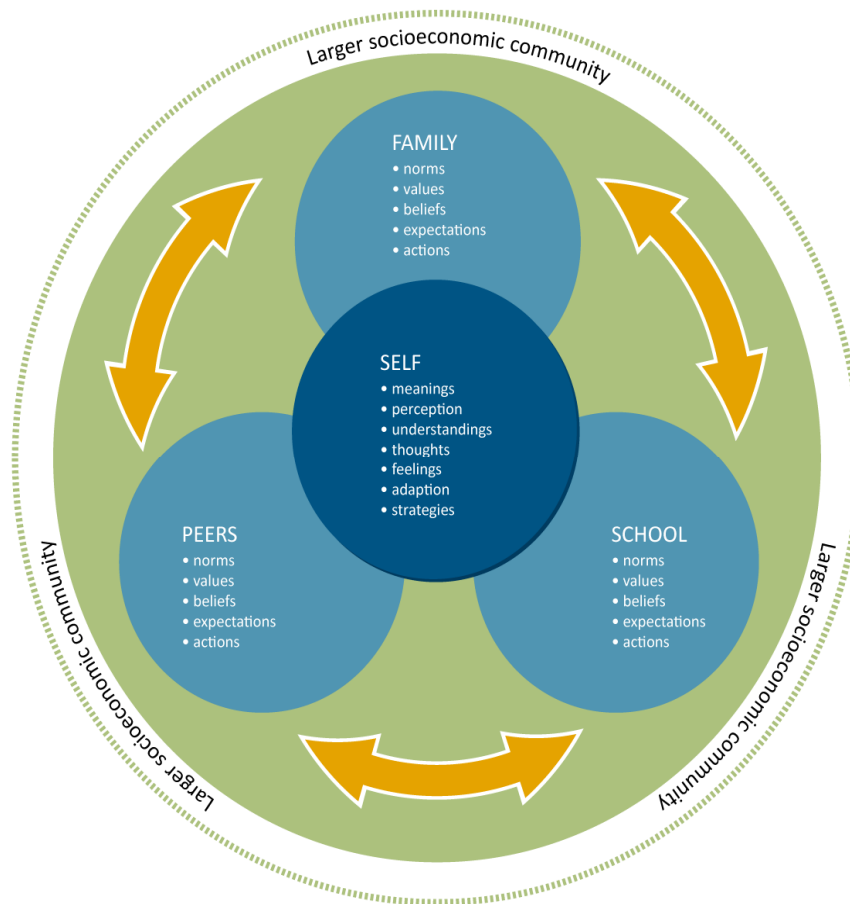 Larger socioeconomic community
FAMILY
• norms
• values
• beliefs
• expectations
• actions
SELF
• meanings
• perception
• understandings
• thoughts
• feelings
• adaption
• strategies
PEERS
• norms
• values
• beliefs
• expectations
• actions
SCHOOL
• norms
• values
• beliefs
• expectations
• actions
Larger socioeconomic community
Larger socioeconomic community